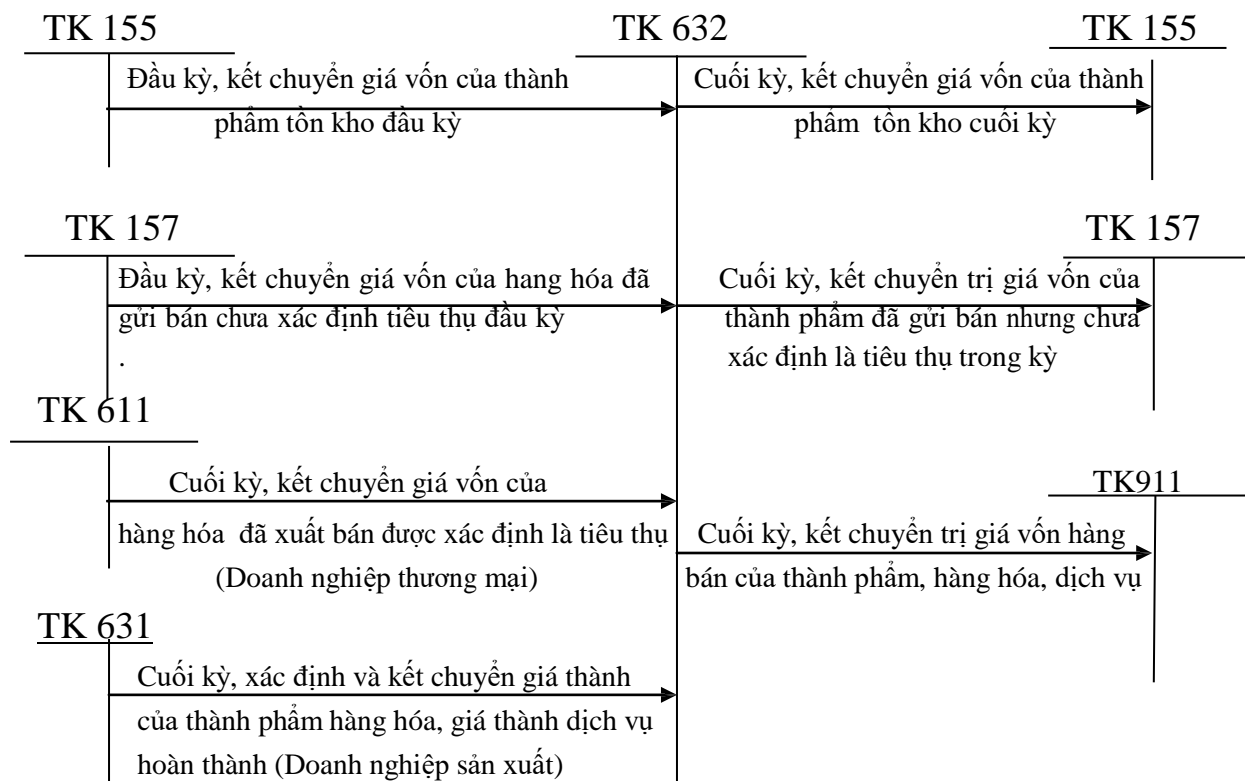 TK 155
TK 632
TK 155
Đầu kỳ, kết chuyển giá vốn của thành
phẩm tồn kho đầu kỳ
Cuối kỳ, kết chuyển giá vốn của thành
phẩm tồn kho cuối kỳ
TK 157
TK 157
Đầu kỳ, kết chuyển giá vốn của hang hóa đã
gửi bán chưa xác định tiêu thụ đầu kỳ
.
Cuối kỳ, kết chuyển trị giá vốn của
thành phẩm đã gửi bán nhưng chưa
xác định là tiêu thụ trong kỳ
TK 611
Cuối kỳ, kết chuyển giá vốn của
hàng hóa đã xuất bán được xác định là tiêu thụ
(Doanh nghiệp thương mại)
TK911
Cuối kỳ, kết chuyển trị giá vốn hàng
bán của thành phẩm, hàng hóa, dịch vụ
TK 631
Cuối kỳ, xác định và kết chuyển giá thành
của thành phẩm hàng hóa, giá thành dịch vụ
hoàn thành (Doanh nghiệp sản xuất)